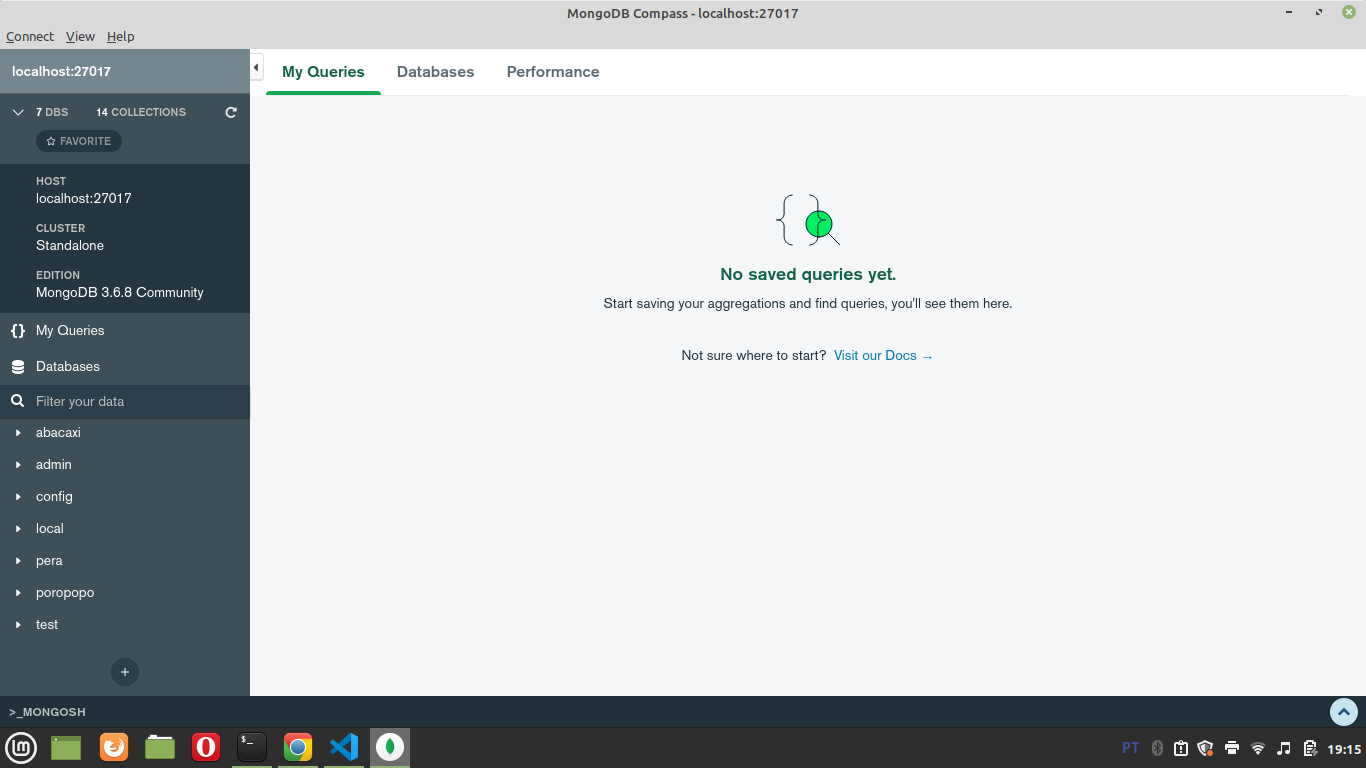 MongoDB Compass - localhost:27017
Connect View Help
localhost:27017
My Queries Databases Performance
7 DBS 14 COLLECTIONS
FAVORITE
HOST
localhost:27017
CLUSTER
Standalone
EDITION
MongoDB 3.6.8 Community
{} My Queries
Databases
Filter your data
abacaxi
admin
config
local
pera
poropopo
test
+
{ }
No saved queries yet.
Start saving your aggregations and find queries, you'll see them here.
Not sure where to start? Visit our Docs →
>_MONGOSH
$_
PT
19:15